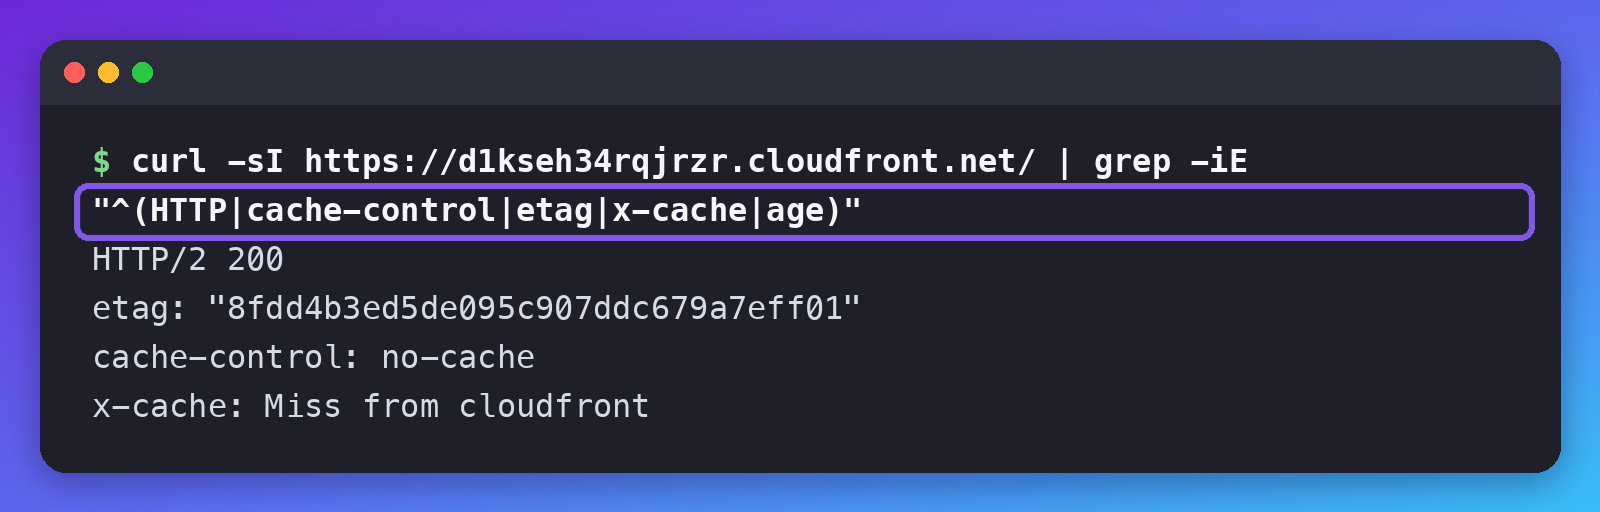 $ curl -sI https://d1kseh34rqjrzr.cloudfront.net/ | grep -iE
"^(HTTP|cache-control|etag|x-cache|age)"
HTTP/2 200
etag: "8fdd4b3ed5de095c907ddc679a7eff01"
cache-control: no-cache
x-cache: Miss from cloudfront